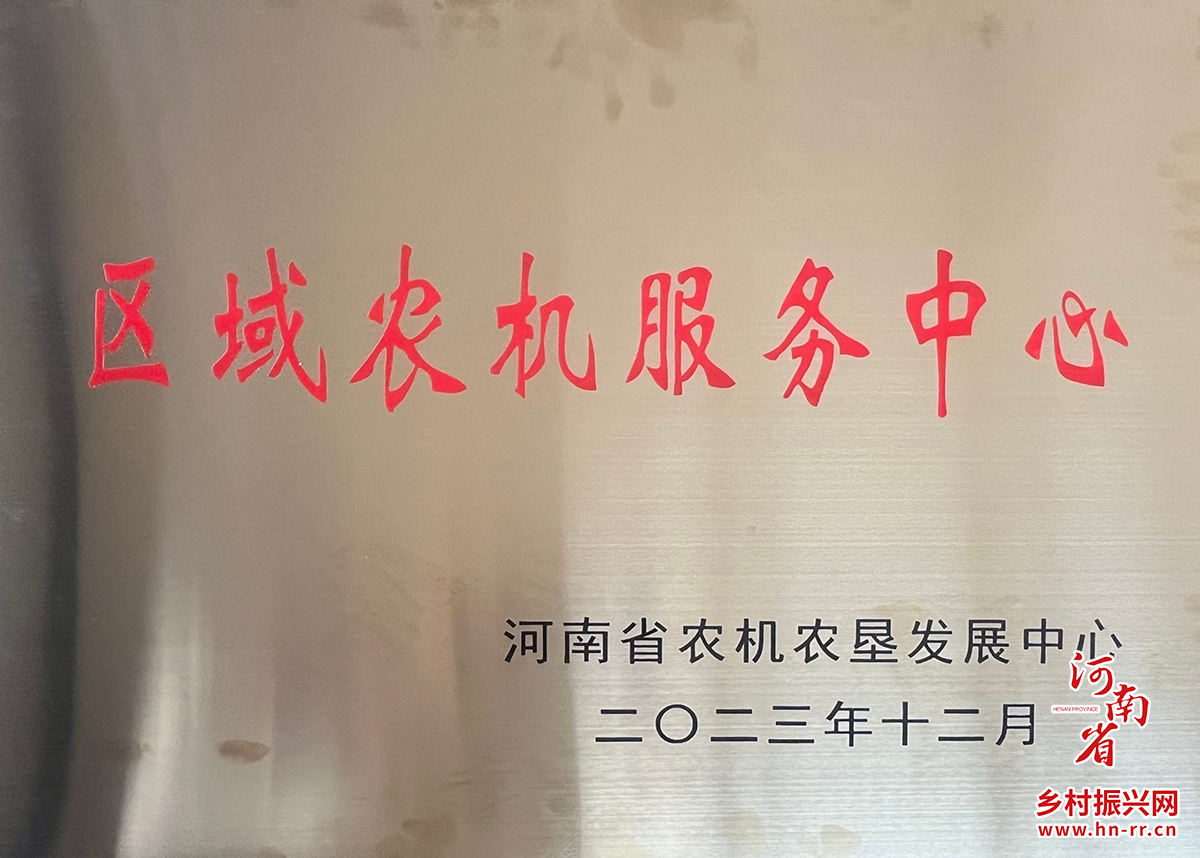 区域农机服务中心
河南省农机农垦发展中心
二〇二三年十二月
河南省
HENAN PROVINCE
乡村振兴网
www.hn-rr.cn